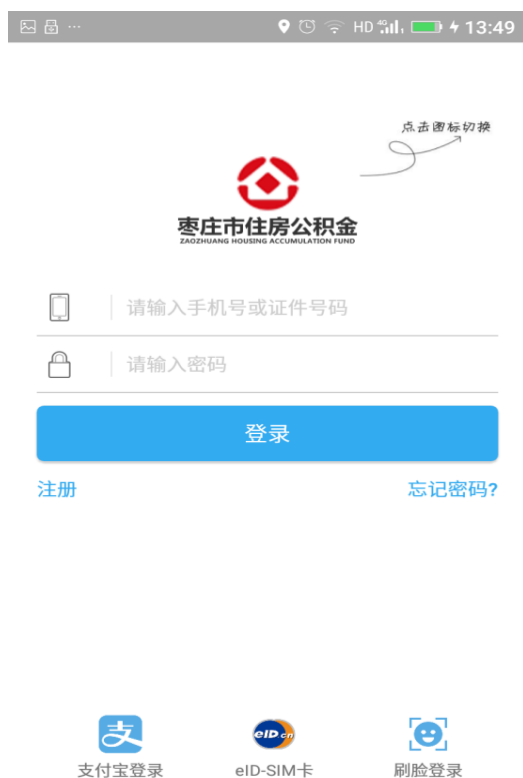 HD 4G 13:49
点击图标切换
枣庄市住房公积金
ZAOZHUANG HOUSING ACCUMULATION FUND
请输入手机号或证件号码
请输入密码
登录
注册 忘记密码?
支 eID cn
支付宝登录 eID-SIM卡 刷脸登录